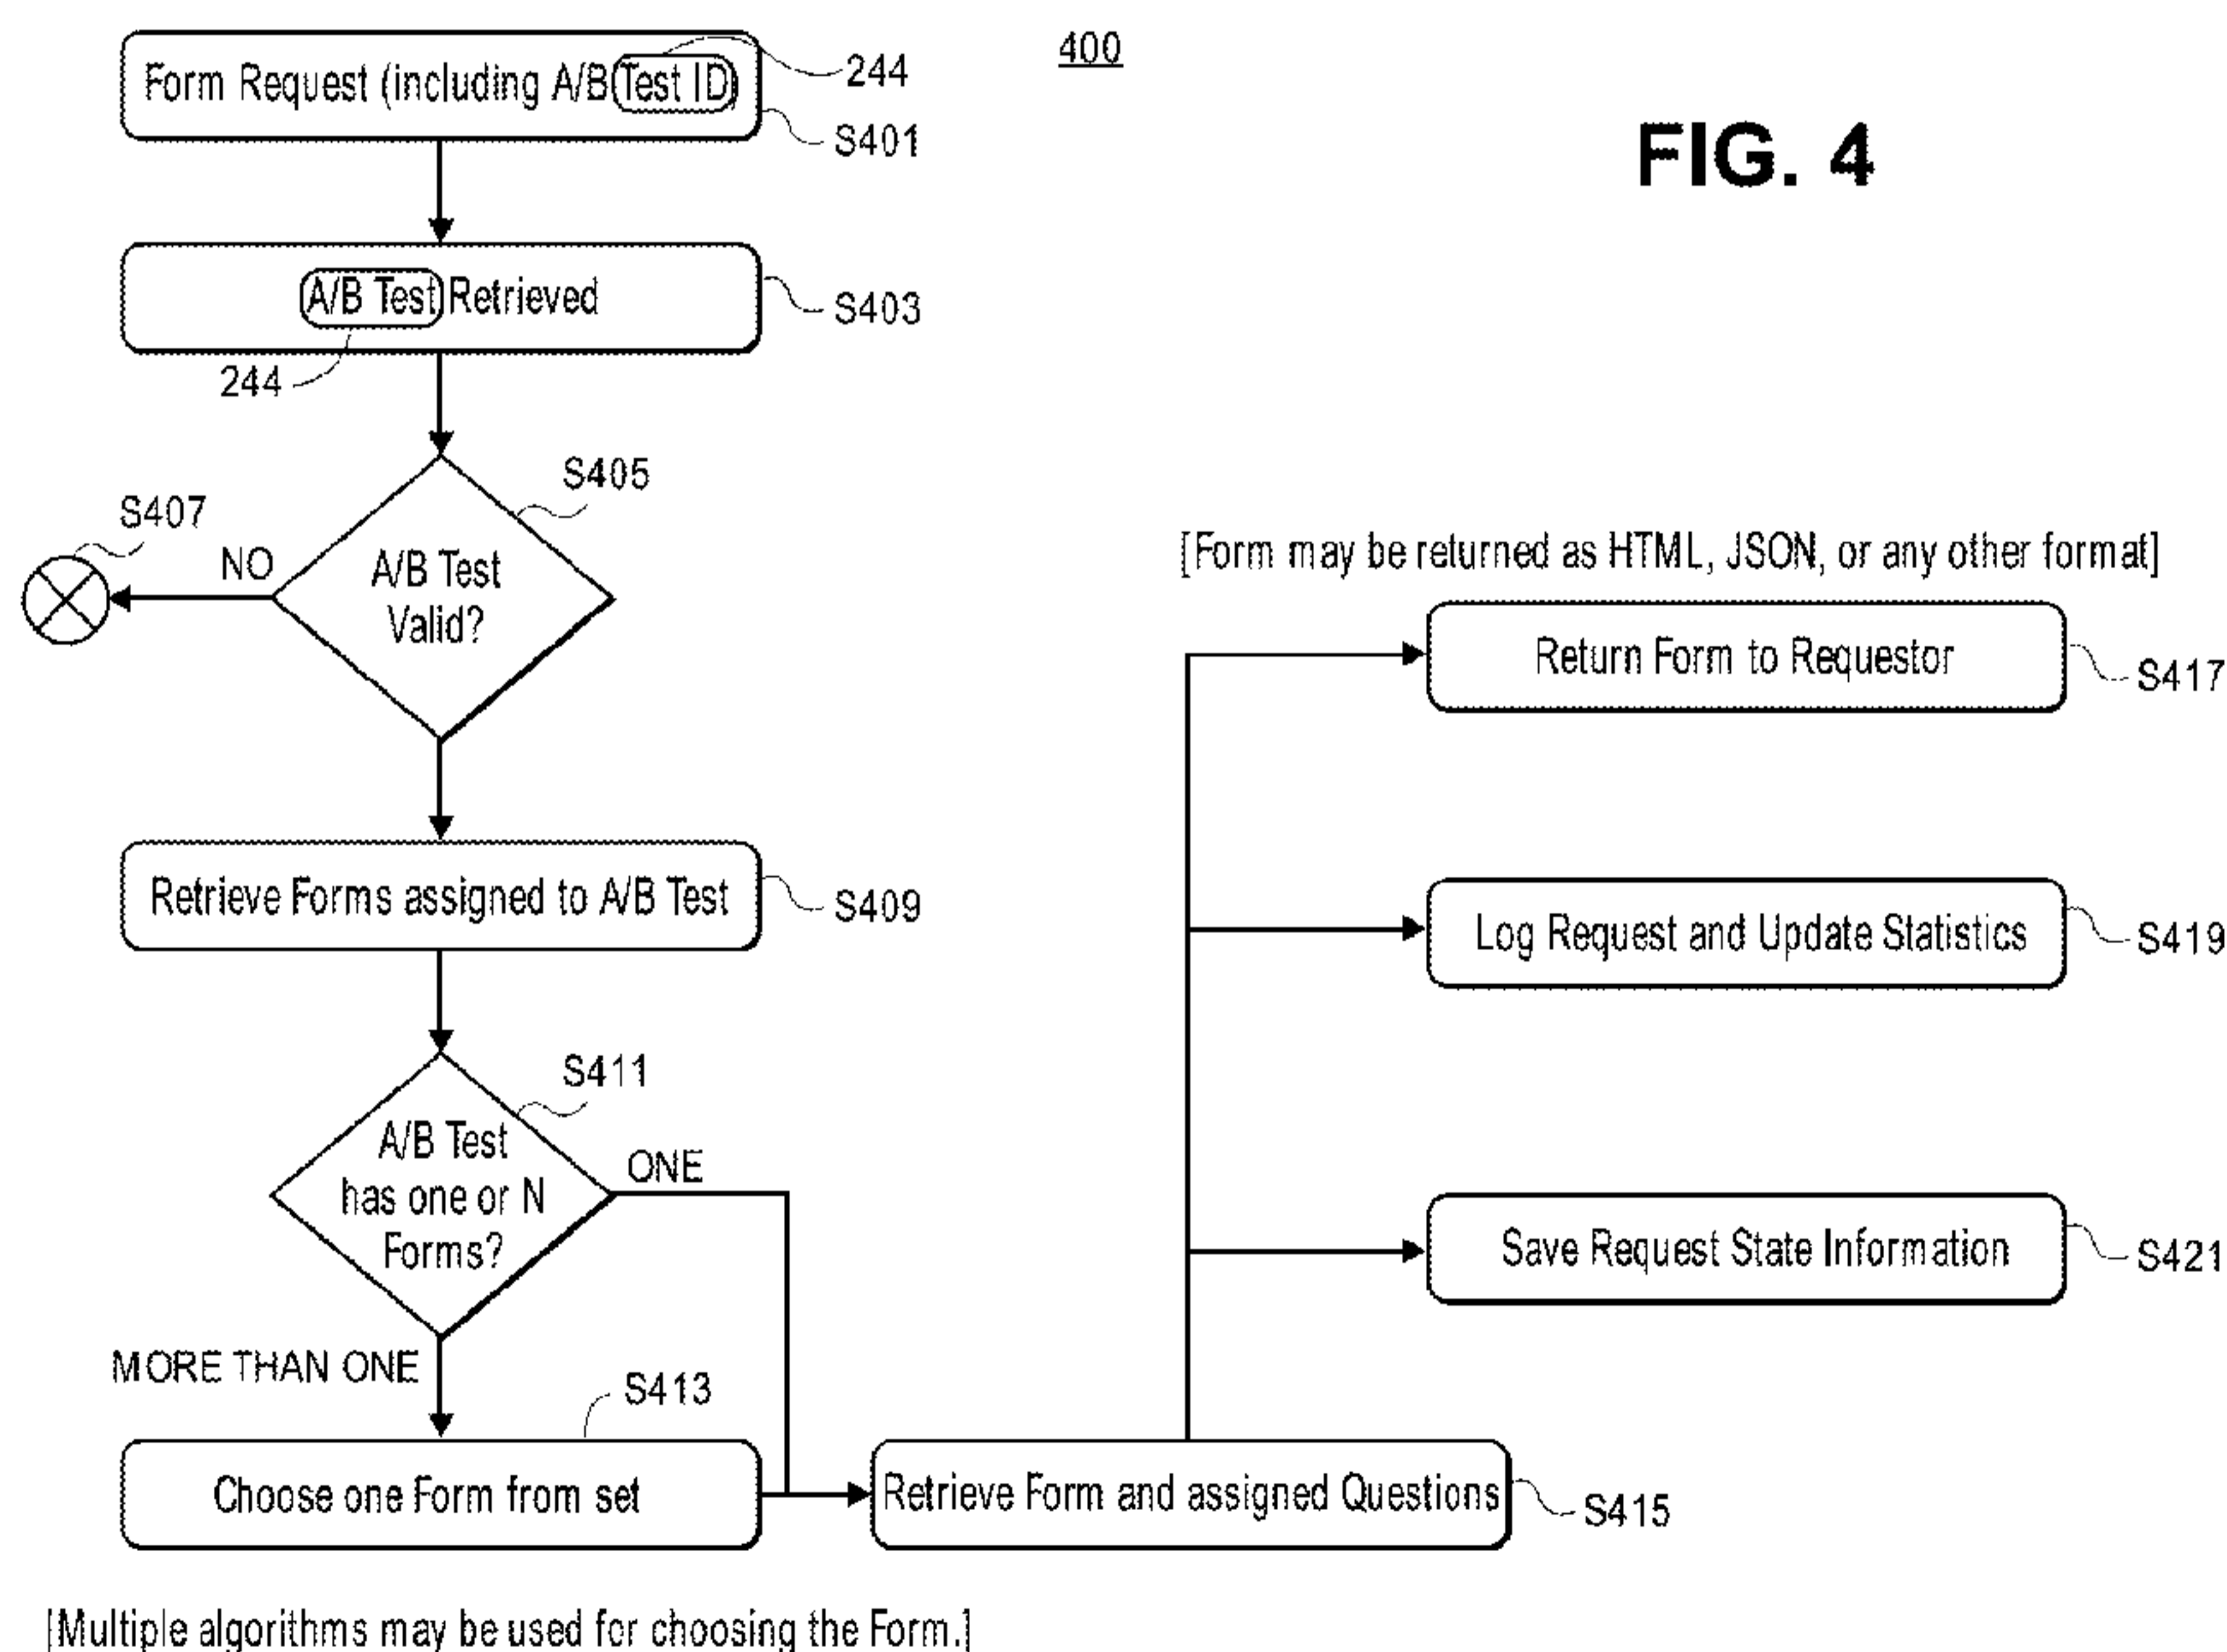 400
FIG. 4
Form Request (including A/B Test ID)
244
S401
A/B Test Retrieved
S403
244
S405
A/B Test
Valid?
NO
S407
Retrieve Forms assigned to A/B Test
S409
S411
A/B Test
has one or N
Forms?
ONE
MORE THAN ONE
S413
Choose one Form from set
[Multiple algorithms may be used for choosing the Form.]
Retrieve Form and assigned Questions
S415
[Form may be returned as HTML, JSON, or any other format]
Return Form to Requestor
S417
Log Request and Update Statistics
S419
Save Request State Information
S421